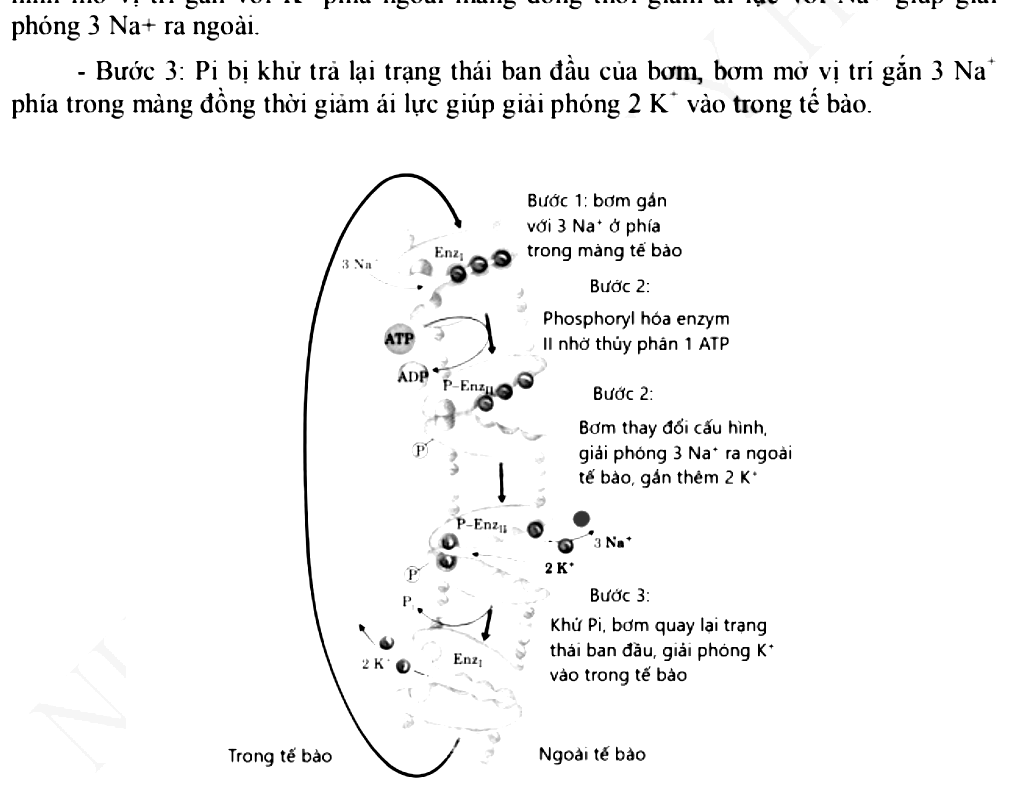 phóng 3 Na+ ra ngoài.
- Bước 3: Pi bị khử trả lại trạng thái ban đầu của bơm, bơm mở vị trí gắn 3 Na⁺
phía trong màng đồng thời giảm ái lực giúp giải phóng 2 K⁺ vào trong tế bào.
Bước 1: bơm gắn
với 3 Na⁺ ở phía
trong màng tế bào
Enz_I
3 Na
Bước 2:
Phosphoryl hóa enzym
II nhờ thủy phân 1 ATP
ATP
ADP
P-Enz_II
Bước 2:
Bơm thay đổi cấu hình,
giải phóng 3 Na⁺ ra ngoài
tế bào, gắn thêm 2 K⁺
P
P-Enz_II
3 Na⁺
2 K⁺
P
Bước 3:
P
Khử Pi, bơm quay lại trạng
thái ban đầu, giải phóng K⁺
vào trong tế bào
2 K
Enz_I
Trong tế bào
Ngoài tế bào